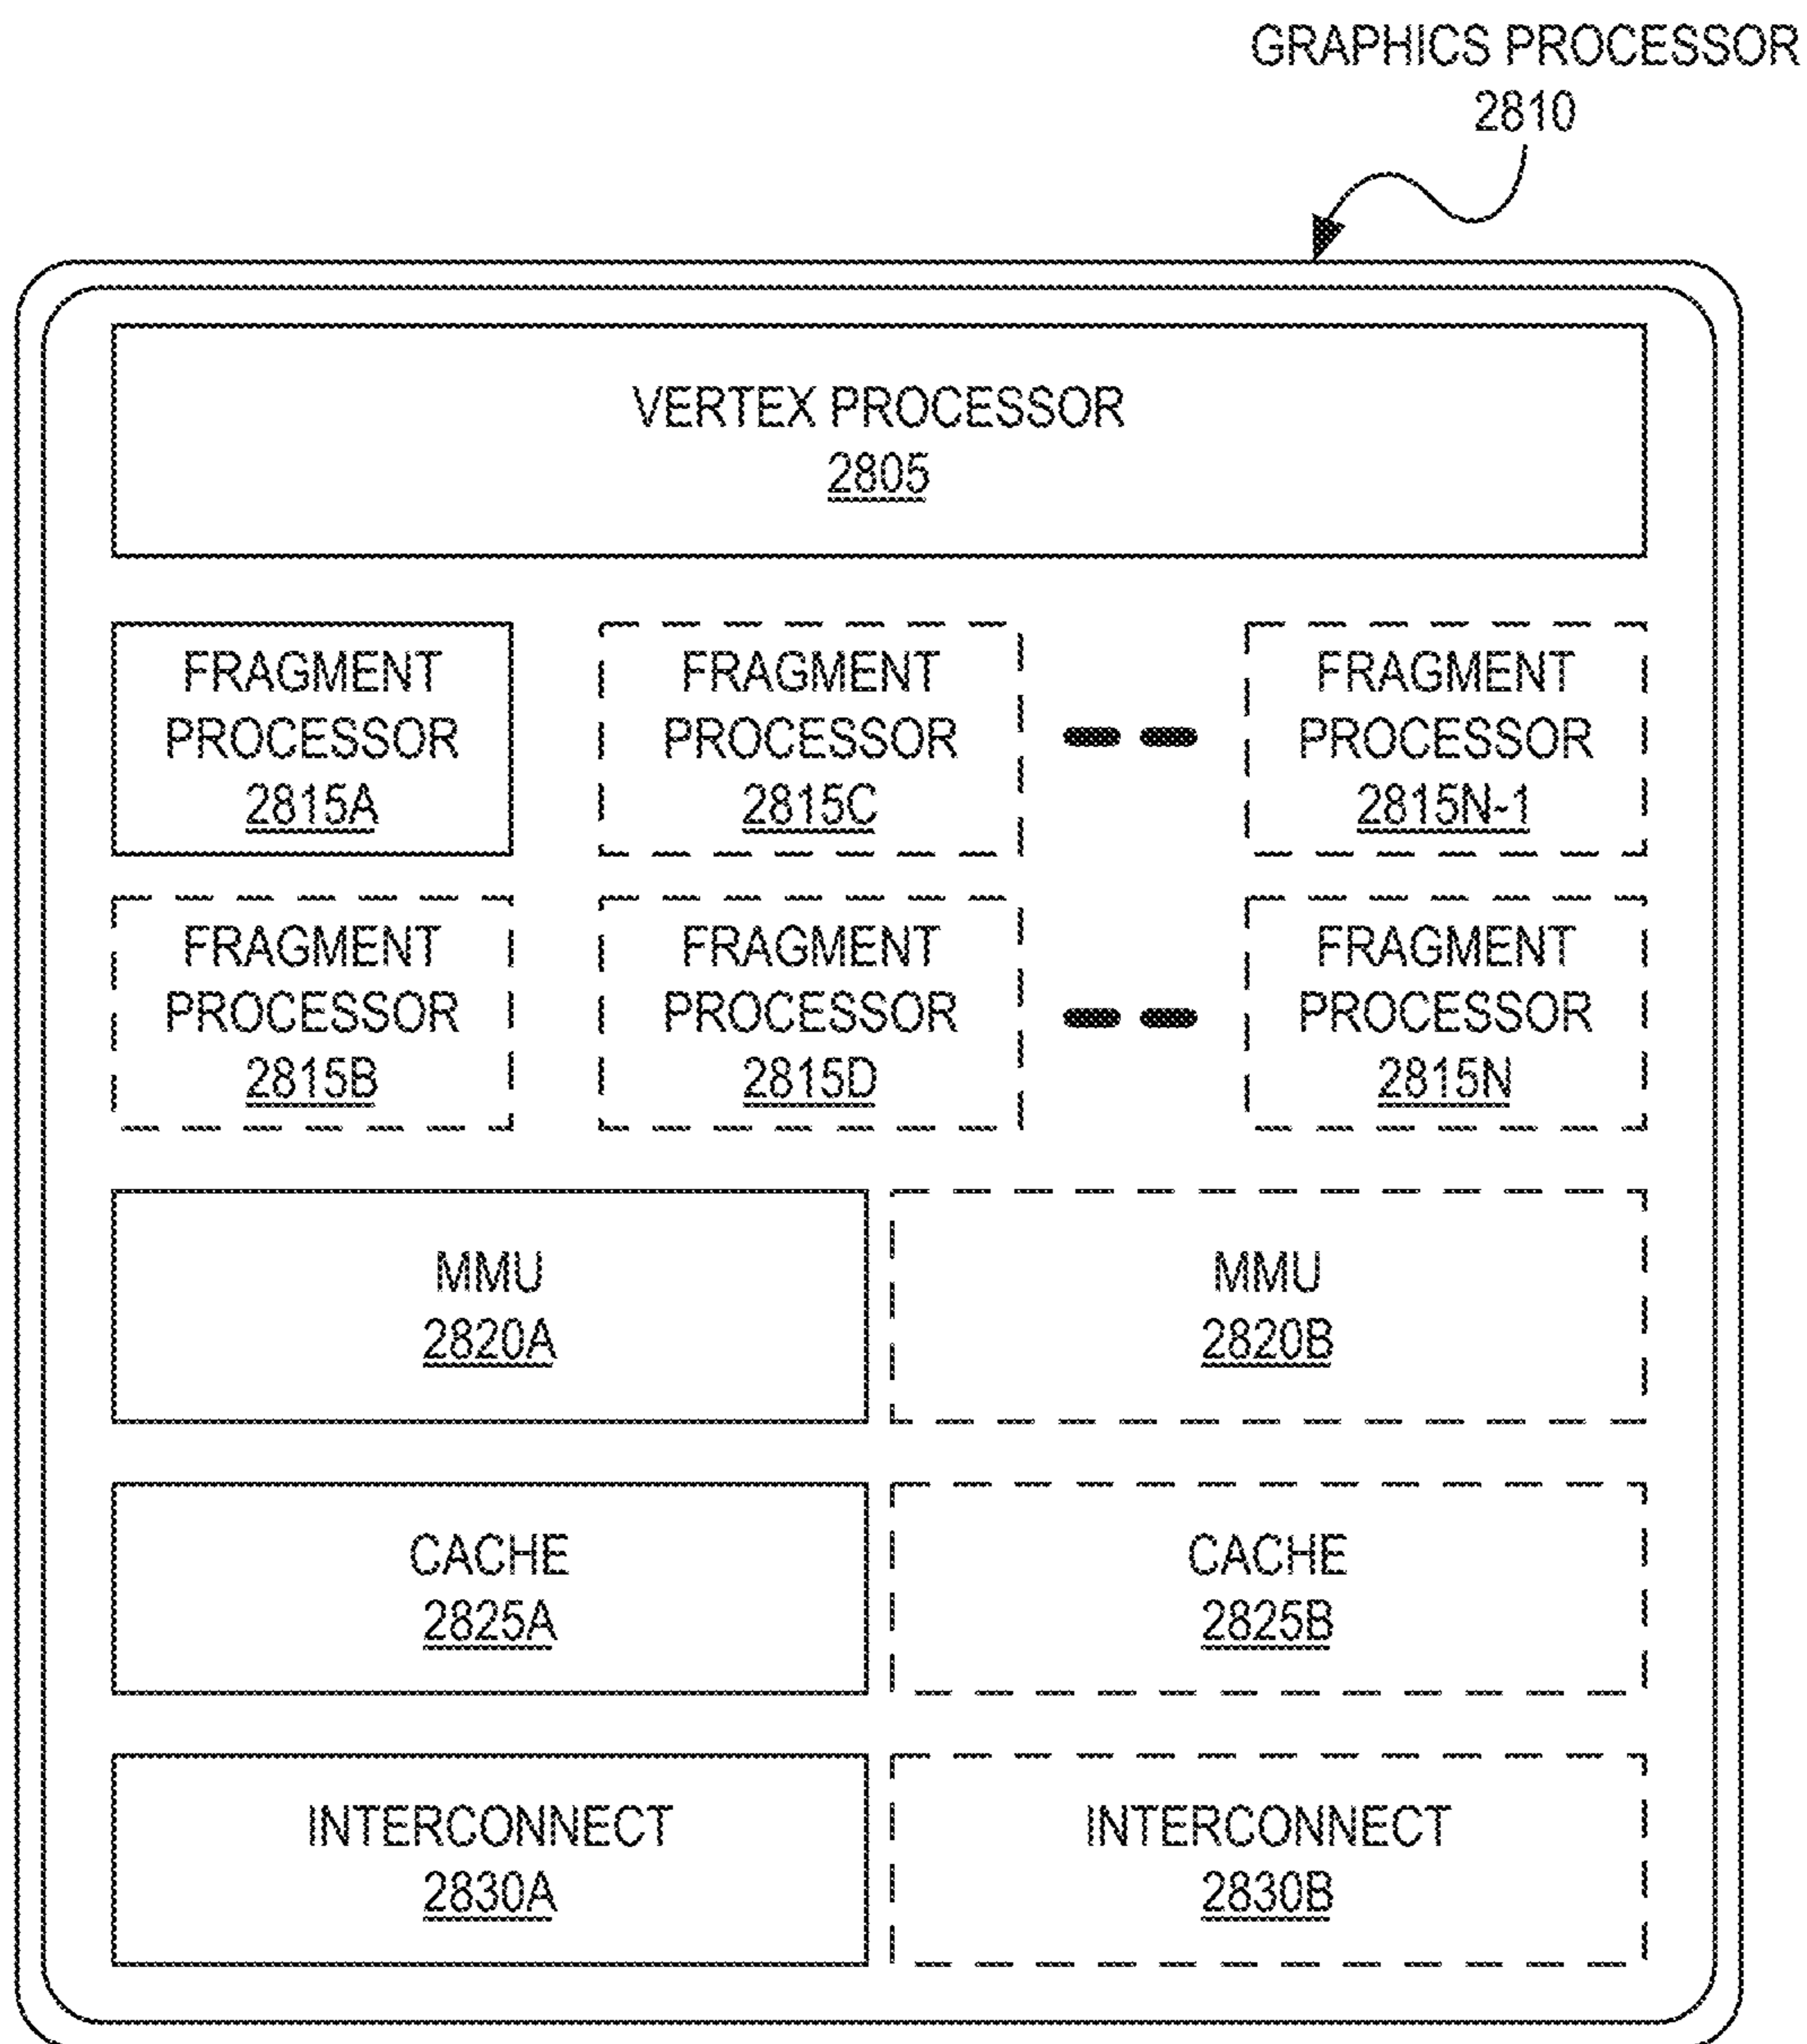 GRAPHICS PROCESSOR
2810
VERTEX PROCESSOR
2805
FRAGMENT
PROCESSOR
2815A
FRAGMENT
PROCESSOR
2815C
FRAGMENT
PROCESSOR
2815N-1
FRAGMENT
PROCESSOR
2815B
FRAGMENT
PROCESSOR
2815D
FRAGMENT
PROCESSOR
2815N
MMU
2820A
MMU
2820B
CACHE
2825A
CACHE
2825B
INTERCONNECT
2830A
INTERCONNECT
2830B